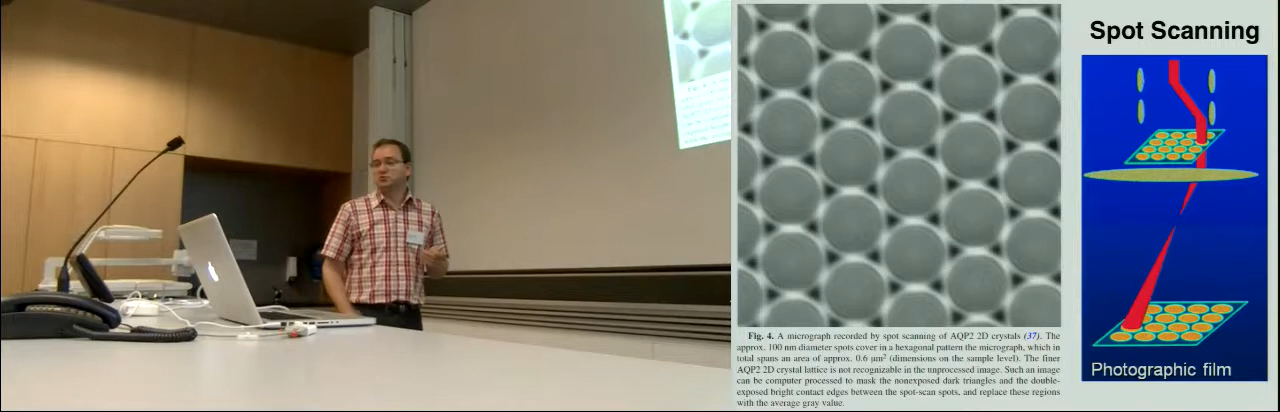 Spot Scanning
Fig. 4. A micrograph recorded by spot scanning of AQP2 2D crystals (37). The
approx. 100 nm diameter spots cover in a hexagonal pattern the micrograph, which in
total spans an area of approx. 0.6 µm² (dimensions on the sample level). The finer
AQP2 2D crystal lattice is not recognizable in the unprocessed image. Such an image
can be computer processed to mask the nonexposed dark triangles and the double-
exposed bright contact edges between the spot-scan spots, and replace these regions
with the average gray value.
Photographic film